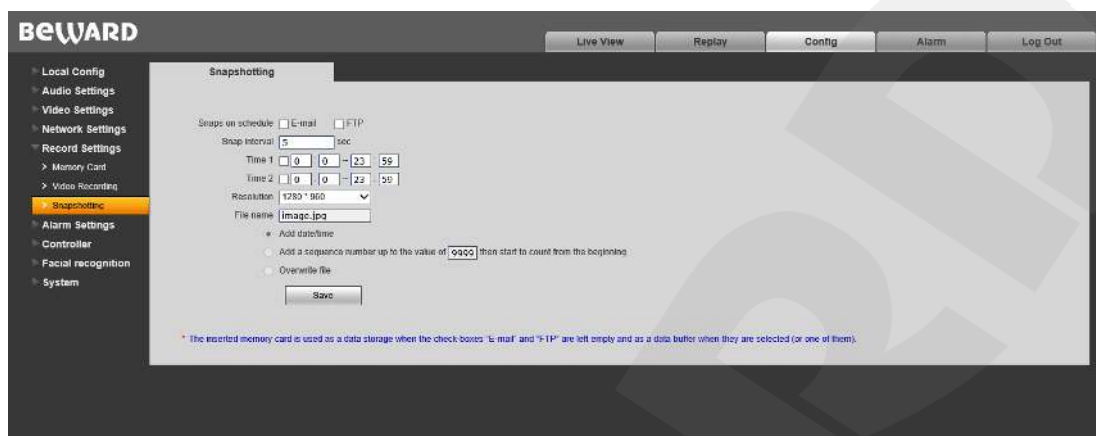 BEWARD
Live View Replay Config Alarm Log Out
Local Config
Audio Settings
Video Settings
Network Settings
Record Settings
> Memory Card
> Video Recording
> Snapshotting
Alarm Settings
Controller
Facial recognition
System
Snapshotting
Snaps on schedule E-mail FTP
Snap interval 5 sec
Time 1 0 : 0 – 23 : 59
Time 2 0 : 0 – 23 : 59
Resolution 1280 * 960
File name image.jpg
Add date/time
Add a sequence number up to the value of 9999 then start to count from the beginning
Overwrite file
Save
* The inserted memory card is used as a data storage when the check-boxes "E-mail" and "FTP" are left empty and as a data buffer when they are selected (or one of them).